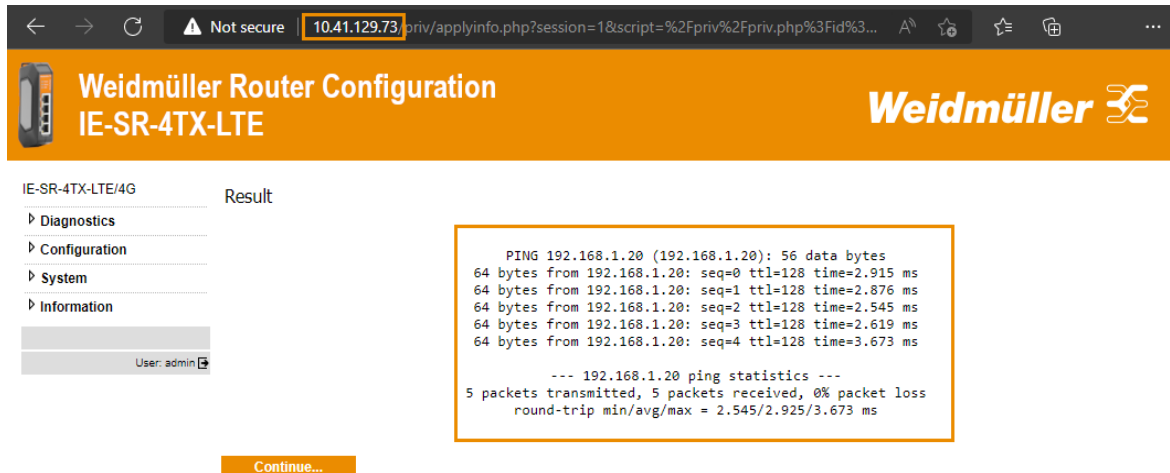 Not secure | 10.41.129.73/priv/applyinfo.php?session=1&script=%2Fpriv%2Fpriv.php%3Fid%3...
Weidmüller Router Configuration
IE-SR-4TX-LTE
Weidmüller
IE-SR-4TX-LTE/4G
Diagnostics
Configuration
System
Information
User: admin
Result
PING 192.168.1.20 (192.168.1.20): 56 data bytes
64 bytes from 192.168.1.20: seq=0 ttl=128 time=2.915 ms
64 bytes from 192.168.1.20: seq=1 ttl=128 time=2.876 ms
64 bytes from 192.168.1.20: seq=2 ttl=128 time=2.545 ms
64 bytes from 192.168.1.20: seq=3 ttl=128 time=2.619 ms
64 bytes from 192.168.1.20: seq=4 ttl=128 time=3.673 ms
--- 192.168.1.20 ping statistics ---
5 packets transmitted, 5 packets received, 0% packet loss
round-trip min/avg/max = 2.545/2.925/3.673 ms
Continue...